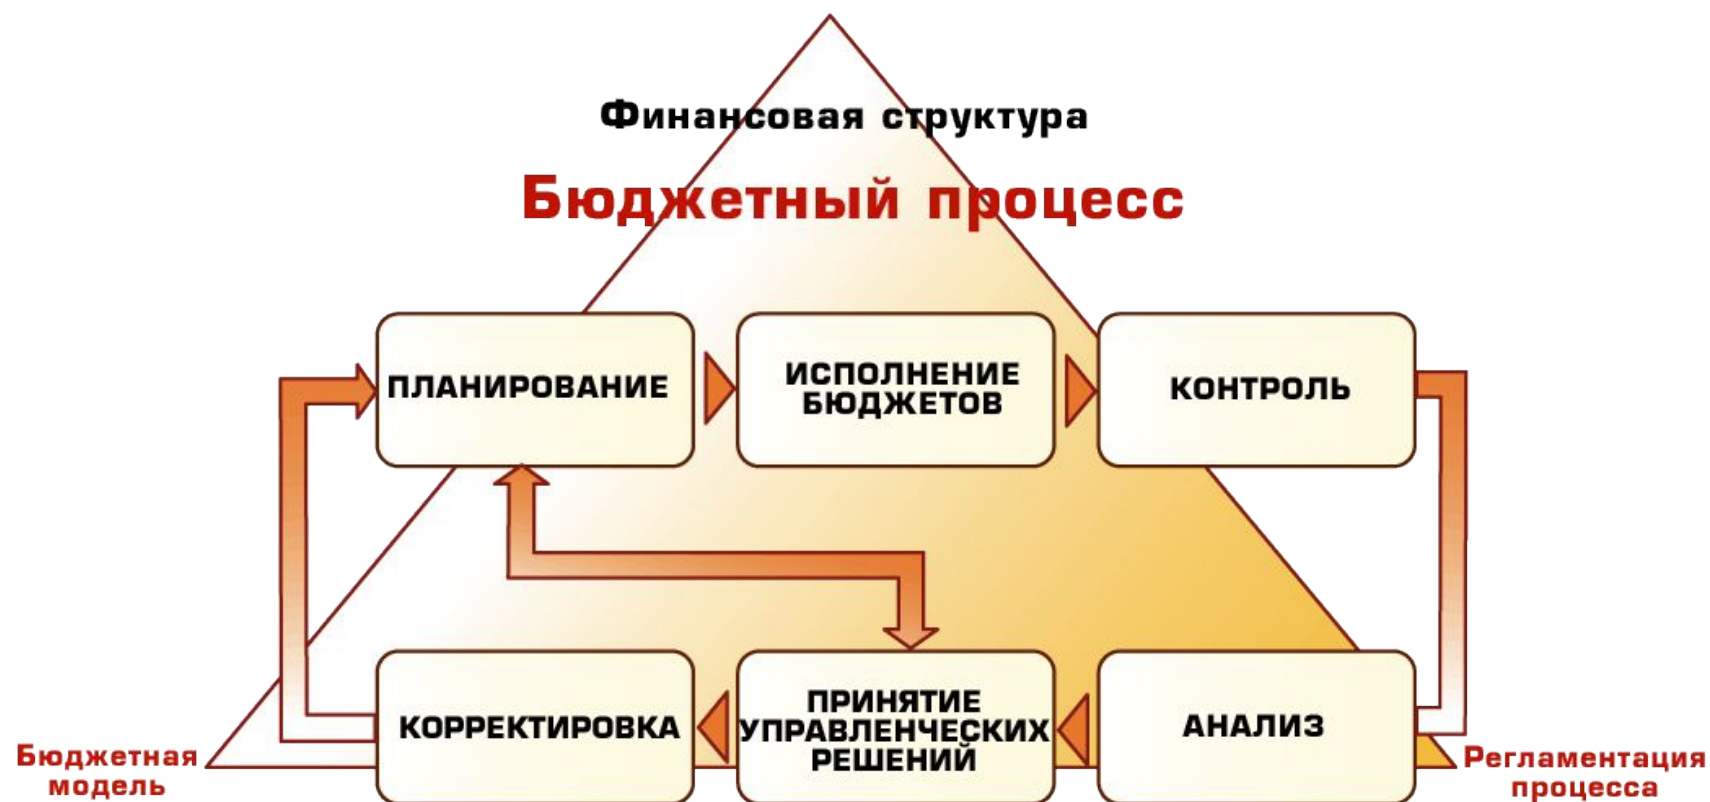 Финансовая структура
Бюджетный процесс
ПЛАНИРОВАНИЕ
ИСПОЛНЕНИЕ
БЮДЖЕТОВ
КОНТРОЛЬ
КОРРЕКТИРОВКА
ПРИНЯТИЕ
УПРАВЛЕНЧЕСКИХ
РЕШЕНИЙ
АНАЛИЗ
Бюджетная
модель
Регламентация
процесса